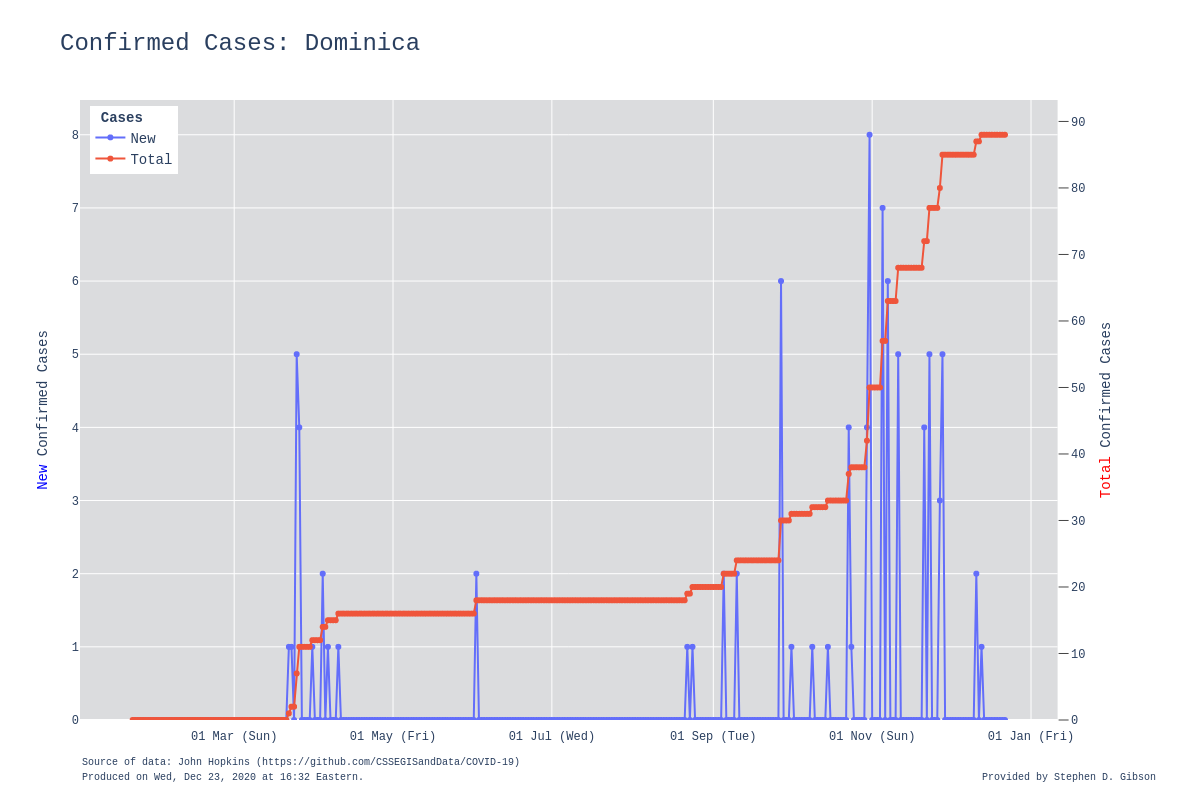 Confirmed Cases: Dominica
Cases
New
Total
8
7
6
5
4
3
2
1
0
New Confirmed Cases
90
80
70
60
50
40
30
20
10
0
Total Confirmed Cases
01 Mar (Sun)
01 May (Fri)
01 Jul (Wed)
01 Sep (Tue)
01 Nov (Sun)
01 Jan (Fri)
Source of data: John Hopkins (https://github.com/CSSEGISandData/COVID-19)
Produced on Wed, Dec 23, 2020 at 16:32 Eastern.
Provided by Stephen D. Gibson